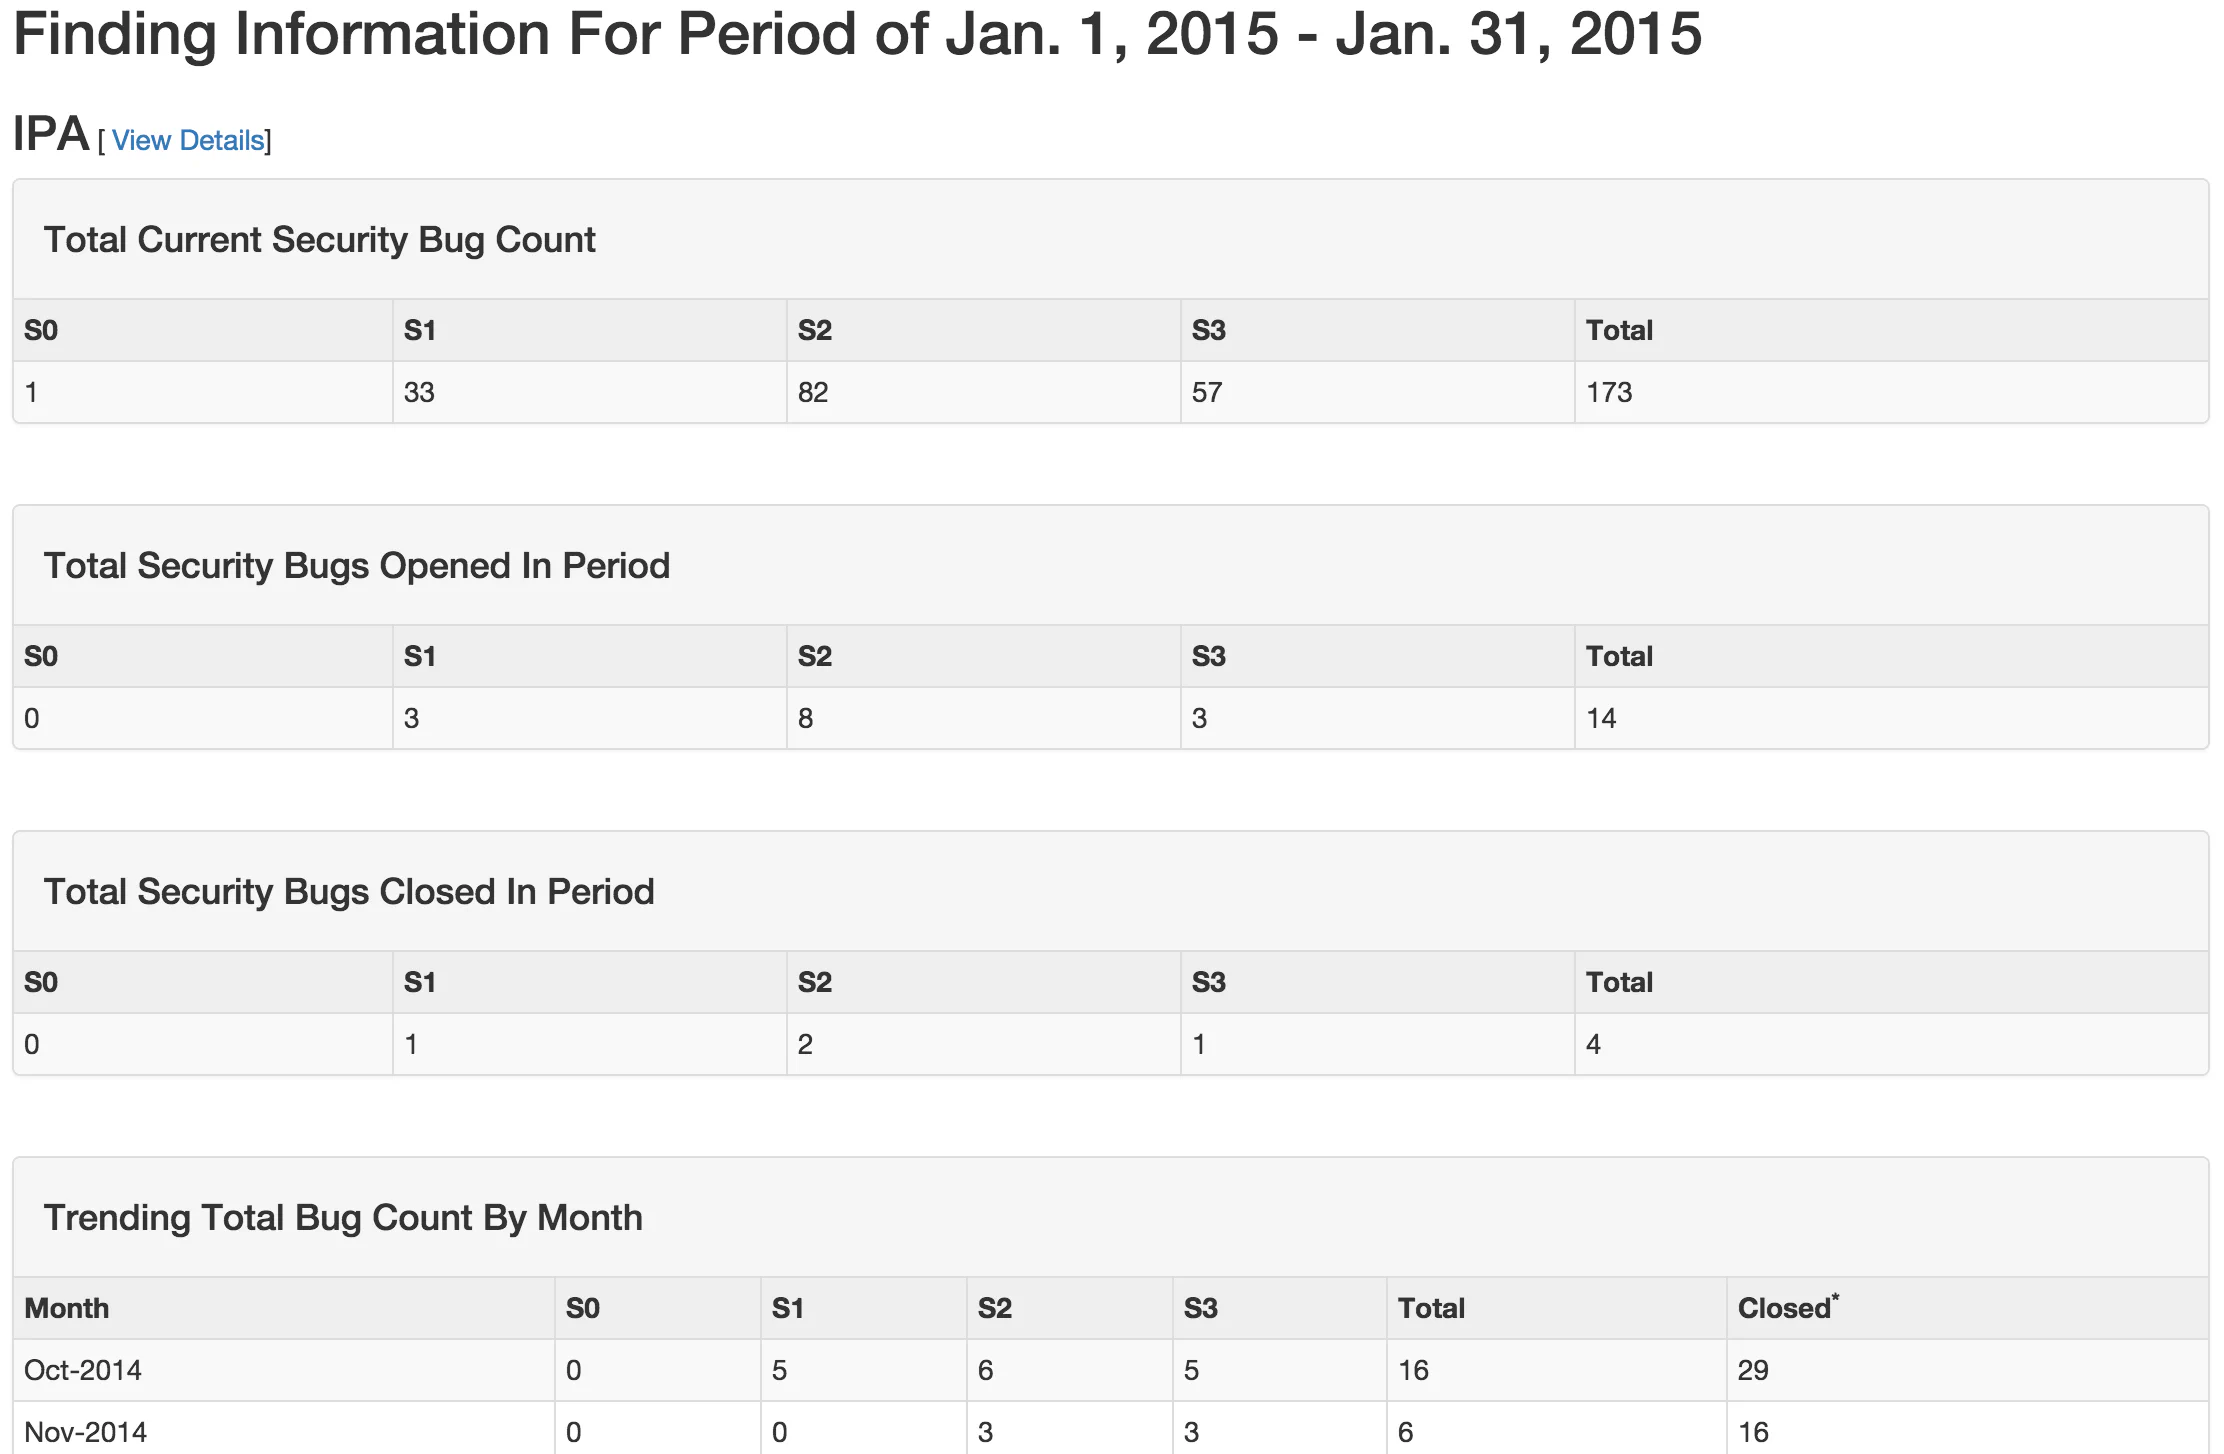 Finding Information For Period of Jan. 1, 2015 - Jan. 31, 2015
IPA [ View Details]
Total Current Security Bug Count
S0 S1 S2 S3 Total
1 33 82 57 173
Total Security Bugs Opened In Period
S0 S1 S2 S3 Total
0 3 8 3 14
Total Security Bugs Closed In Period
S0 S1 S2 S3 Total
0 1 2 1 4
Trending Total Bug Count By Month
Month S0 S1 S2 S3 Total Closed*
Oct-2014 0 5 6 5 16 29
Nov-2014 0 0 3 3 6 16